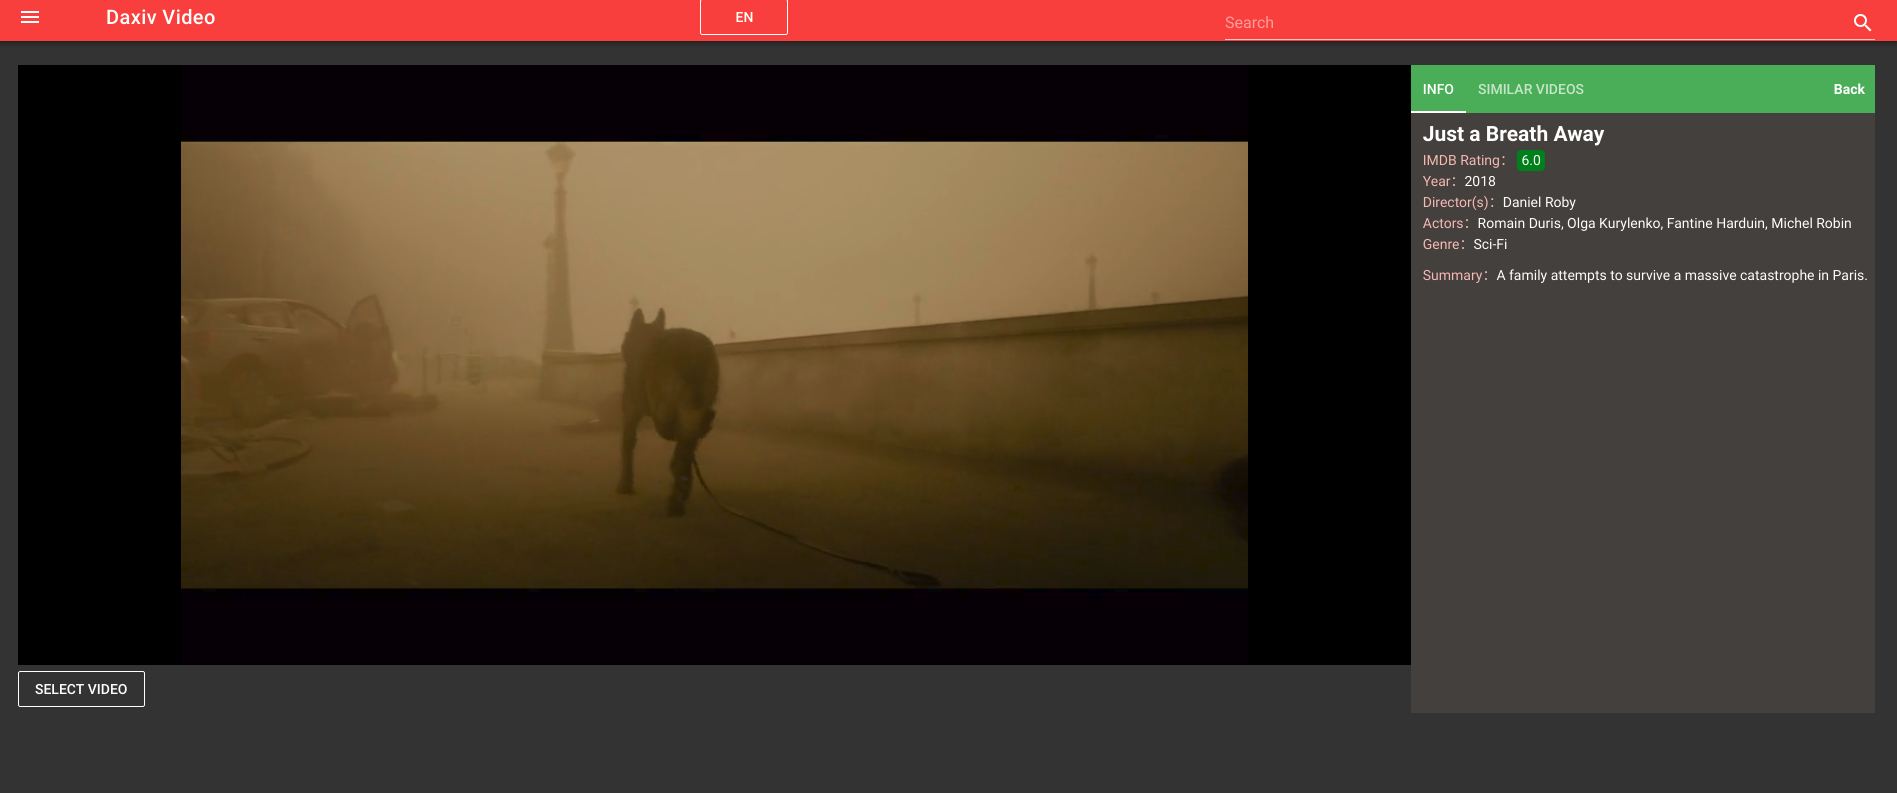 Daxiv Video
EN
Search
INFO
SIMILAR VIDEOS
Back
Just a Breath Away
IMDB Rating: 6.0
Year: 2018
Director(s): Daniel Roby
Actors: Romain Duris, Olga Kurylenko, Fantine Harduin, Michel Robin
Genre: Sci-Fi
Summary: A family attempts to survive a massive catastrophe in Paris.
SELECT VIDEO